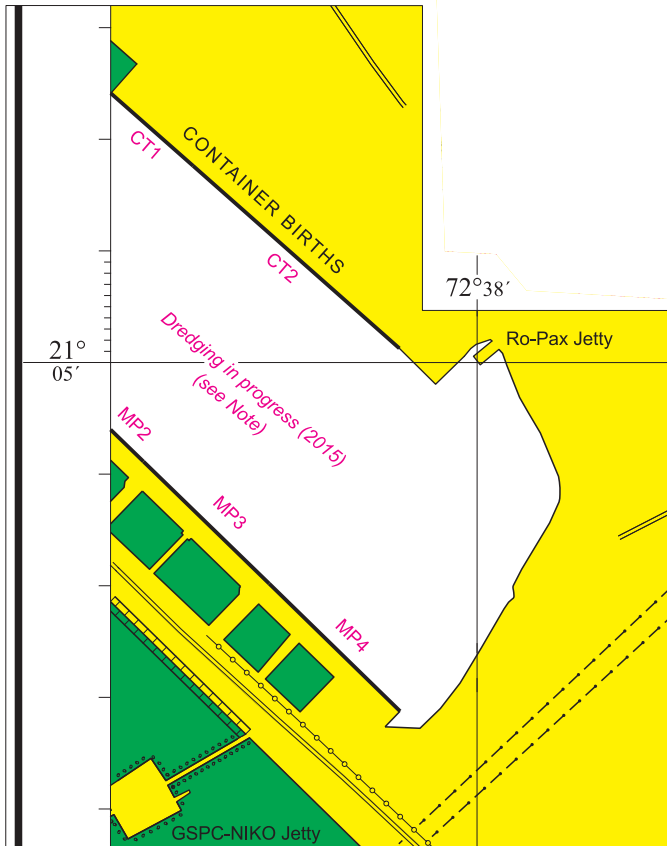 CT1
CONTAINER BIRTHS
CT2
72°38′
Ro-Pax Jetty
21°
05′
Dredging in progress (2015)
(see Note)
MP2
MP3
MP4
GSPC-NIKO Jetty